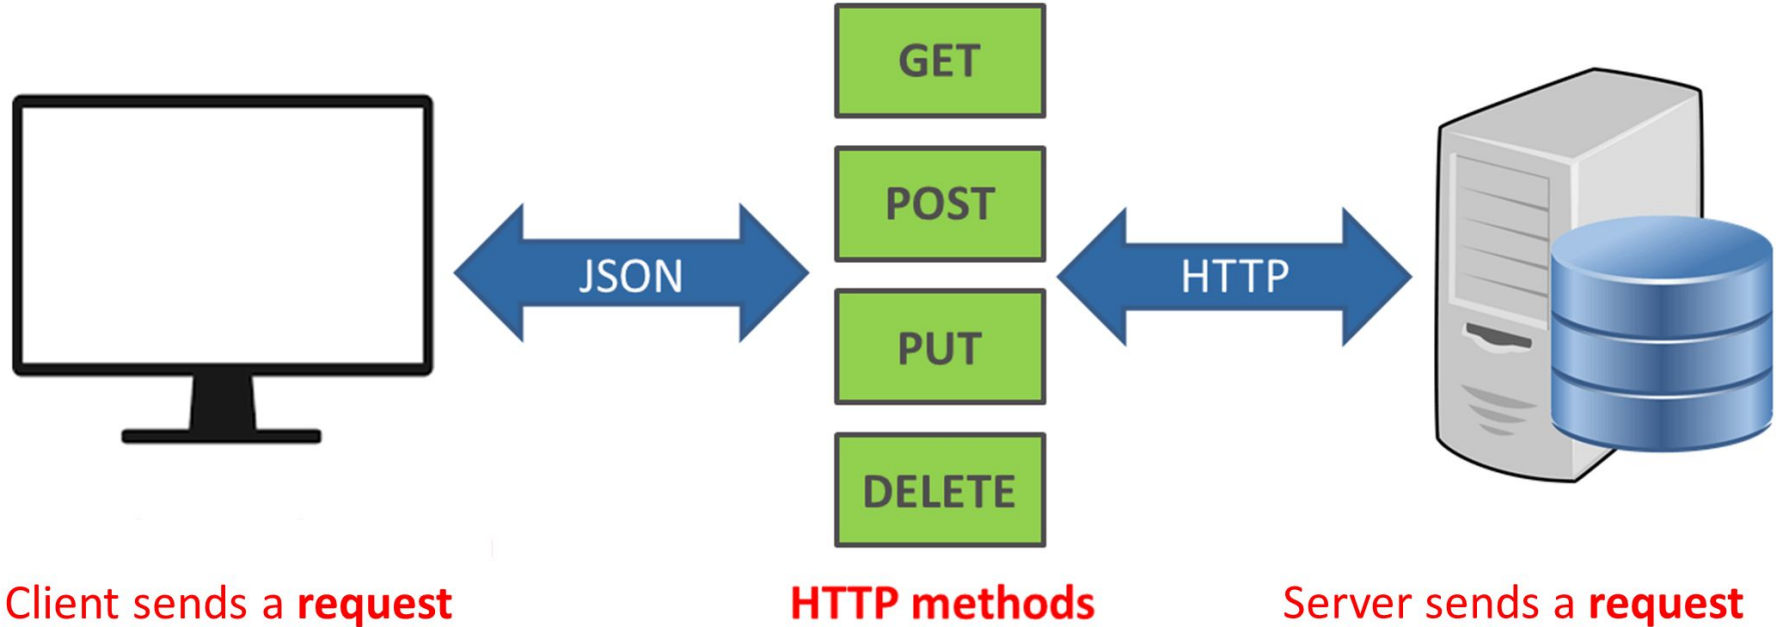 GET
POST
JSON
HTTP
PUT
DELETE
Client sends a request
HTTP methods
Server sends a request